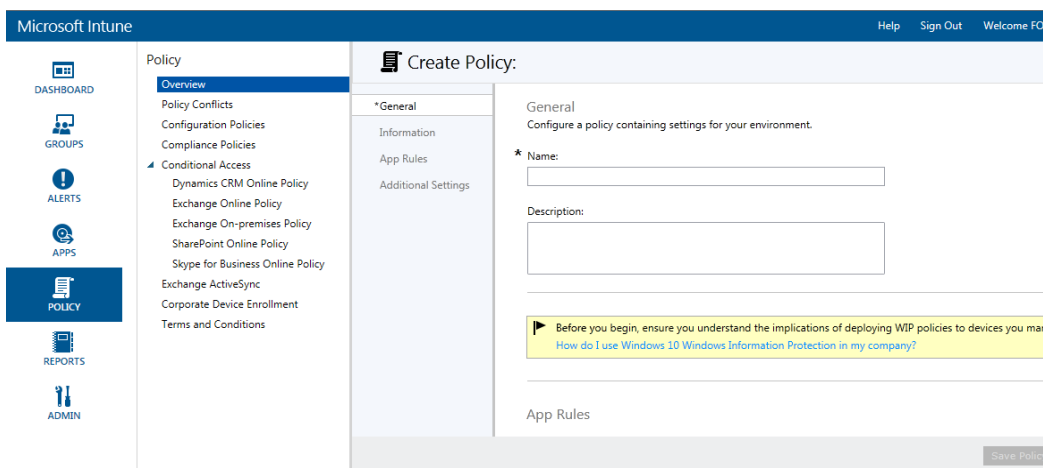 Microsoft Intune
Help Sign Out Welcome FO
DASHBOARD
GROUPS
ALERTS
APPS
POLICY
REPORTS
ADMIN
Policy
Overview
Policy Conflicts
Configuration Policies
Compliance Policies
Conditional Access
Dynamics CRM Online Policy
Exchange Online Policy
Exchange On-premises Policy
SharePoint Online Policy
Skype for Business Online Policy
Exchange ActiveSync
Corporate Device Enrollment
Terms and Conditions
Create Policy:
*General
Information
App Rules
Additional Settings
General
Configure a policy containing settings for your environment.
* Name:
Description:
Before you begin, ensure you understand the implications of deploying WIP policies to devices you ma
How do I use Windows 10 Windows Information Protection in my company?
App Rules
Save Policy